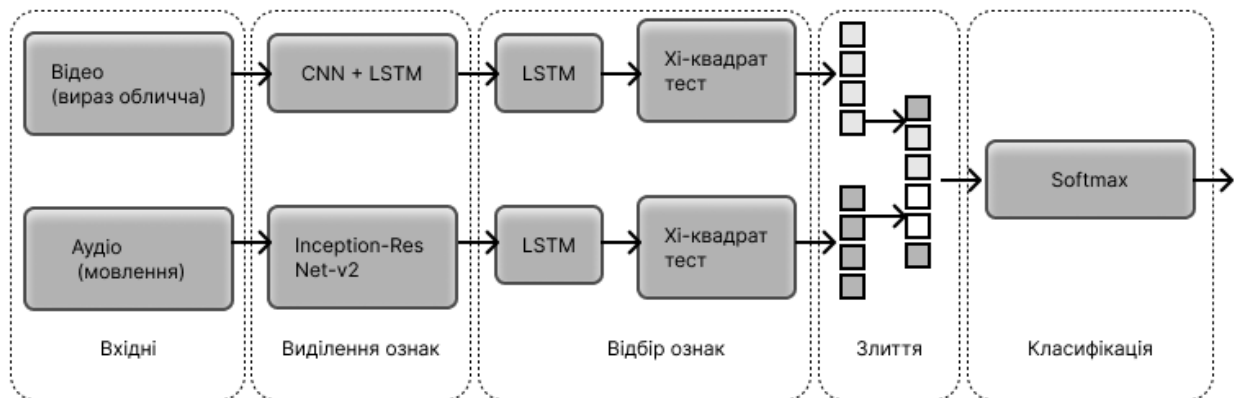 Відео
(вираз обличча)
CNN + LSTM
LSTM
Хі-квадрат
тест
Softmax
Аудіо
(мовлення)
Inception-Res
Net-v2
LSTM
Хі-квадрат
тест
Вхідні
Виділення ознак
Відбір ознак
Злиття
Класифікація